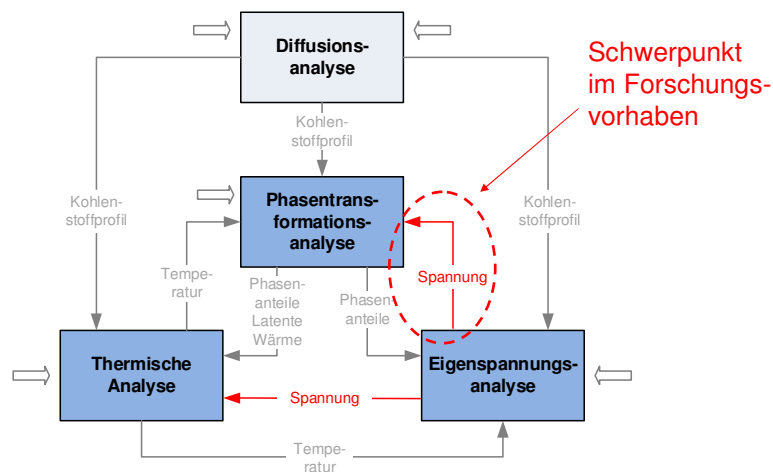 Diffusions-
analyse
Schwerpunkt
im Forschungs-
vorhaben
Kohlen-
stoffprofil
Kohlen-
stoffprofil
Kohlen-
stoffprofil
Phasentrans-
formations-
analyse
Tempe-
ratur
Phasen
anteile
Latente
Wärme
Phasen
anteile
Spannung
Thermische
Analyse
Spannung
Eigenspannungs-
analyse
Tempe-
ratur